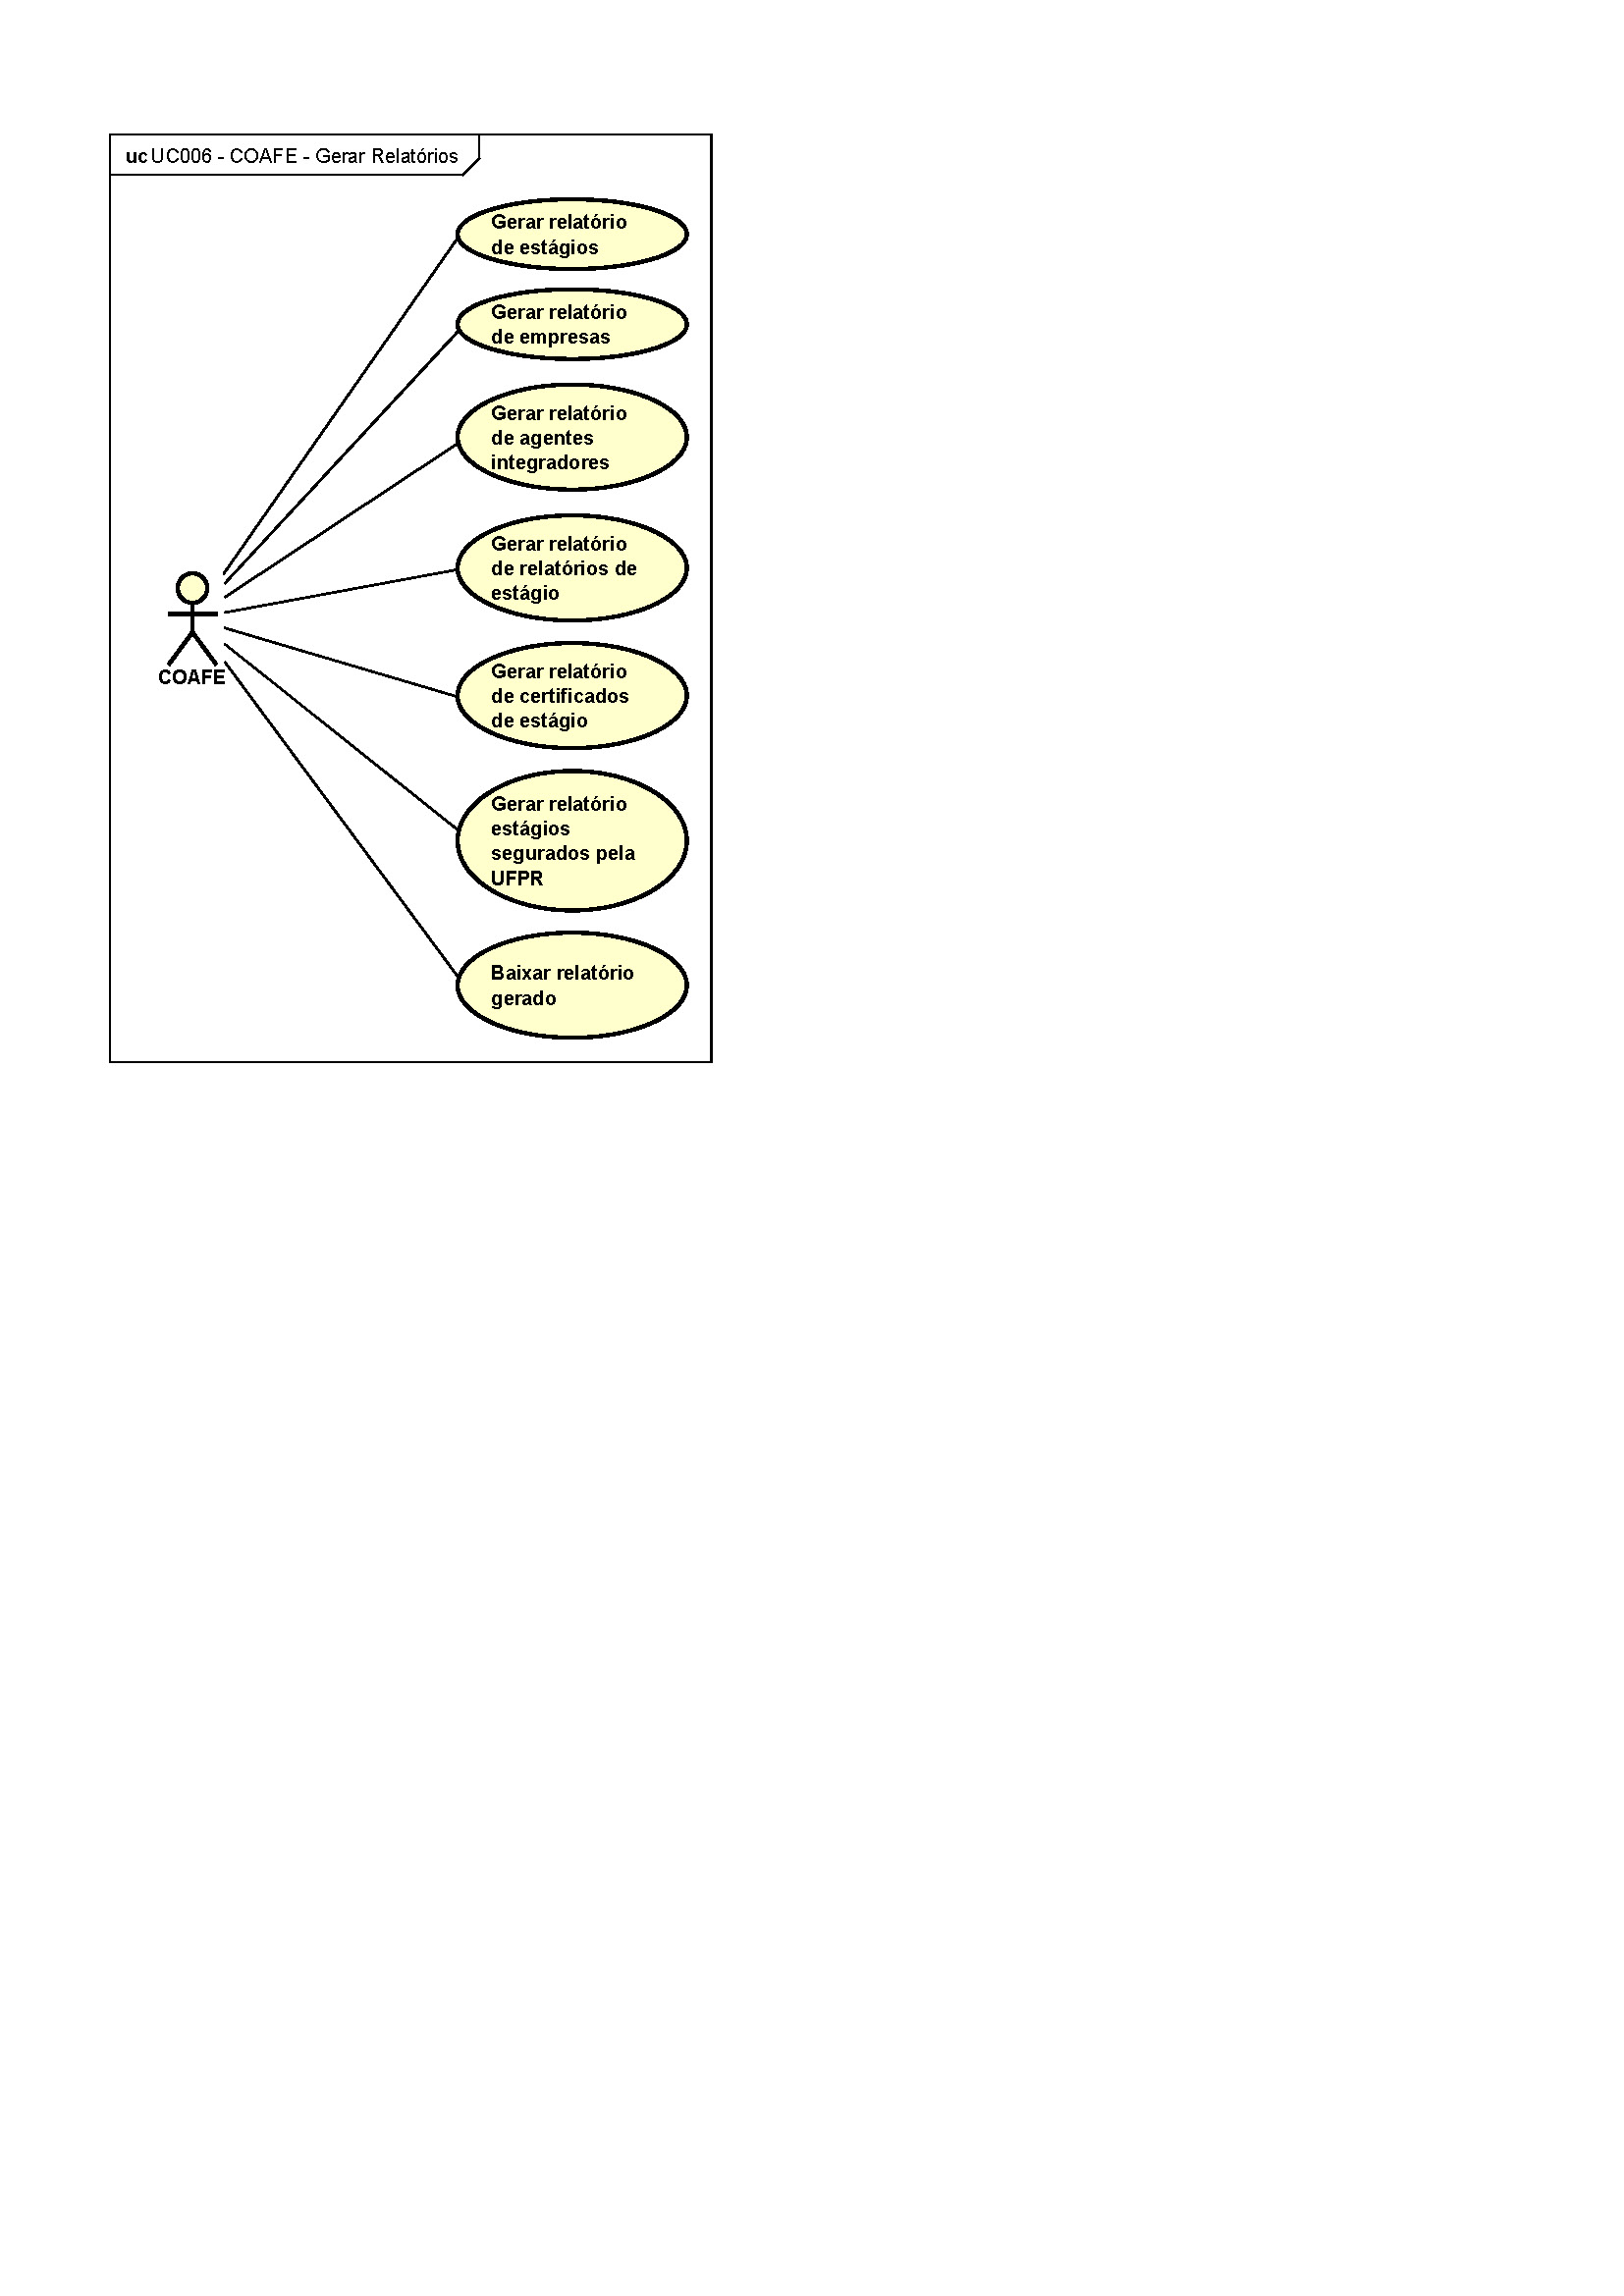 uc UC006 - COAFE - Gerar Relatórios
Gerar relatório
de estágios
Gerar relatório
de empresas
Gerar relatório
de agentes
integradores
Gerar relatório
de relatórios de
estágio
COAFE
Gerar relatório
de certificados
de estágio
Gerar relatório
estágios
segurados pela
UFPR
Baixar relatório
gerado